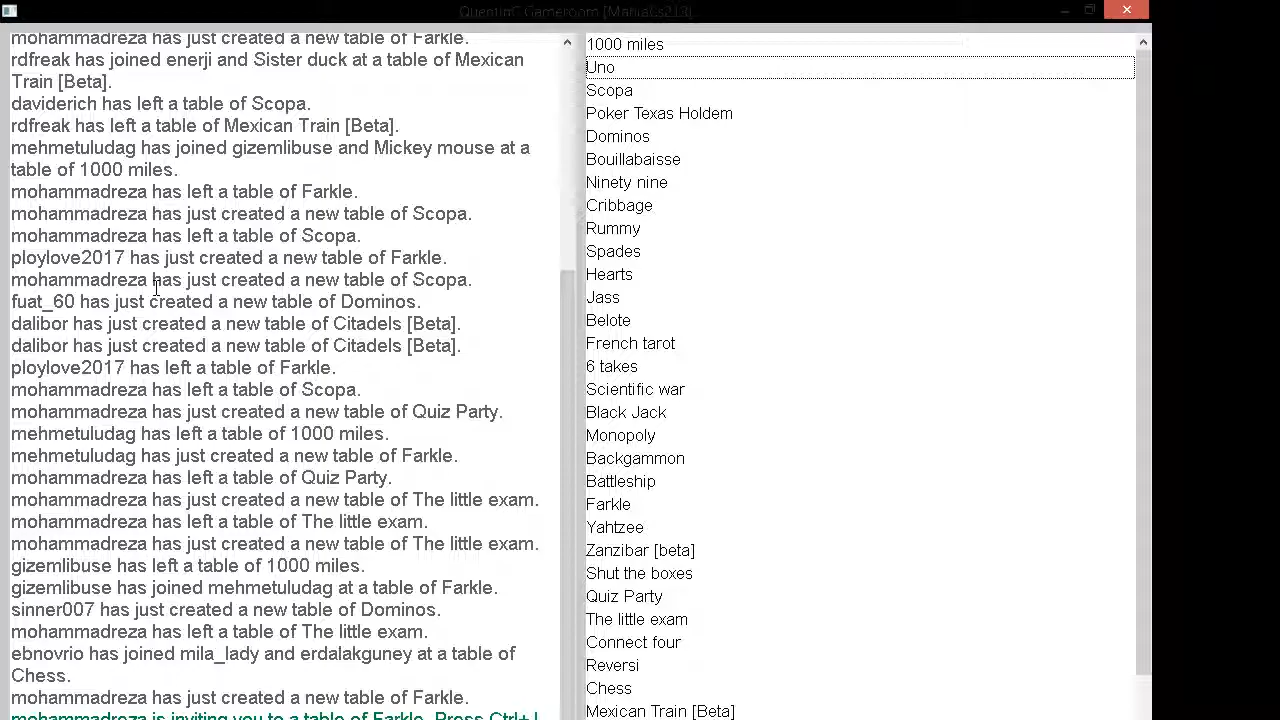 QuentinC Gameroom [Maniacs213]
mohammadreza has just created a new table of Farkle.
rdfreak has joined enerji and Sister duck at a table of Mexican
Train [Beta].
daviderich has left a table of Scopa.
rdfreak has left a table of Mexican Train [Beta].
mehmetuludag has joined gizemlibuse and Mickey mouse at a
table of 1000 miles.
mohammadreza has left a table of Farkle.
mohammadreza has just created a new table of Scopa.
mohammadreza has left a table of Scopa.
ploylove2017 has just created a new table of Farkle.
mohammadreza has just created a new table of Scopa.
fuat_60 has just created a new table of Dominos.
dalibor has just created a new table of Citadels [Beta].
dalibor has just created a new table of Citadels [Beta].
ploylove2017 has left a table of Farkle.
mohammadreza has left a table of Scopa.
mohammadreza has just created a new table of Quiz Party.
mehmetuludag has left a table of 1000 miles.
mehmetuludag has just created a new table of Farkle.
mohammadreza has left a table of Quiz Party.
mohammadreza has just created a new table of The little exam.
mohammadreza has left a table of The little exam.
mohammadreza has just created a new table of The little exam.
gizemlibuse has left a table of 1000 miles.
gizemlibuse has joined mehmetuludag at a table of Farkle.
sinner007 has just created a new table of Dominos.
mohammadreza has left a table of The little exam.
ebnovrio has joined mila_lady and erdalakguney at a table of
Chess.
mohammadreza has just created a new table of Farkle.
mohammadreza is inviting you to a table of Farkle. Press Ctrl+J
1000 miles
Uno
Scopa
Poker Texas Holdem
Dominos
Bouillabaisse
Ninety nine
Cribbage
Rummy
Spades
Hearts
Jass
Belote
French tarot
6 takes
Scientific war
Black Jack
Monopoly
Backgammon
Battleship
Farkle
Yahtzee
Zanzibar [beta]
Shut the boxes
Quiz Party
The little exam
Connect four
Reversi
Chess
Mexican Train [Beta]